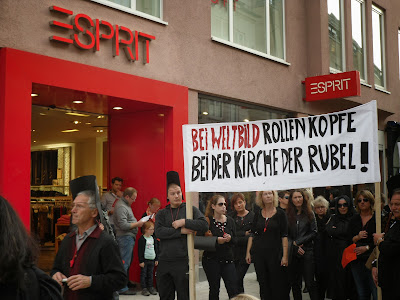 ESPRIT
ESPRIT
BEI WELTBILD ROLLEN KÖPFE
BEI DER KIRCHE DER RUBEL!